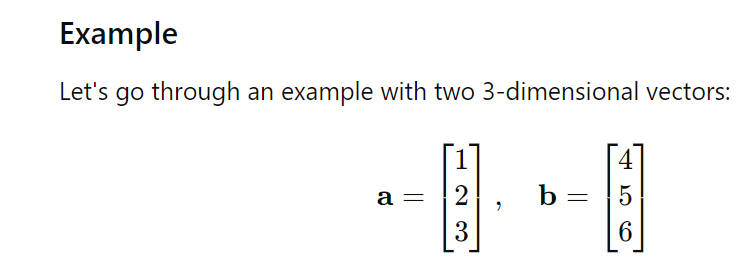 Example
Let's go through an example with two 3-dimensional vectors:
a = [1 2 3], b = [4 5 6]